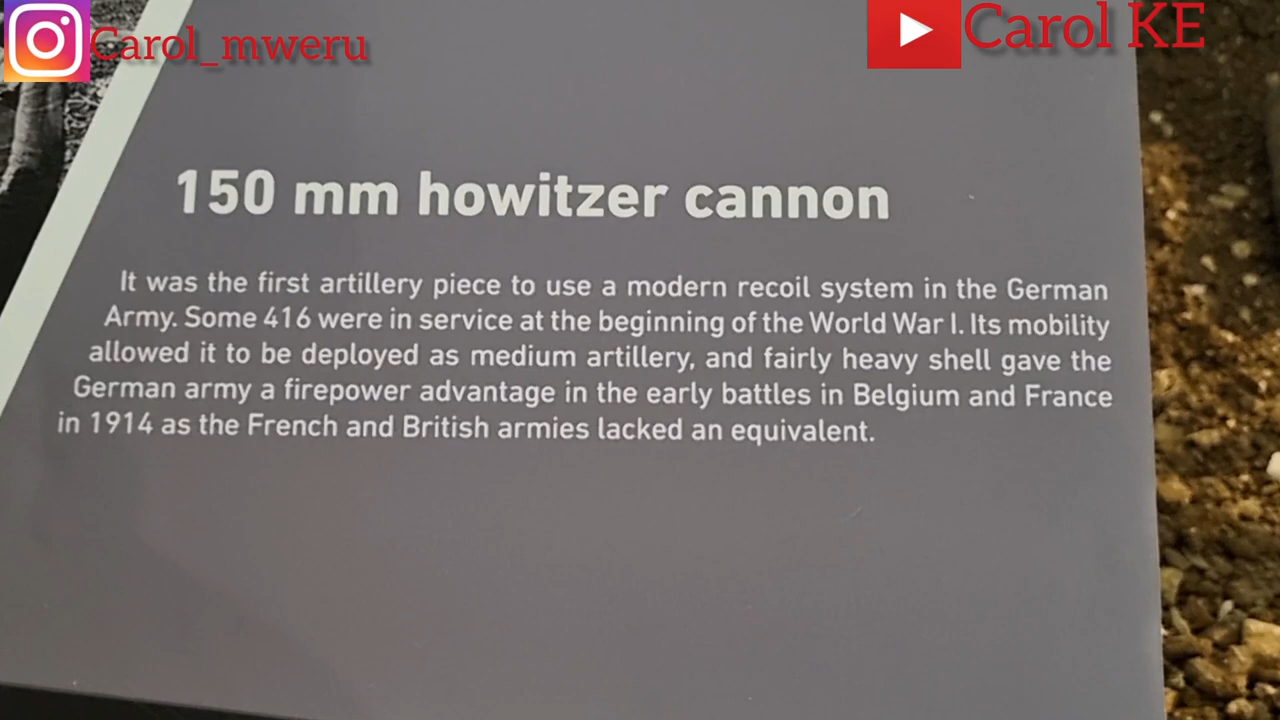 Carol_mweru
Carol KE
150 mm howitzer cannon
It was the first artillery piece to use a modern recoil system in the German
Army. Some 416 were in service at the beginning of the World War I. Its mobility
allowed it to be deployed as medium artillery, and fairly heavy shell gave the
German army a firepower advantage in the early battles in Belgium and France
in 1914 as the French and British armies lacked an equivalent.